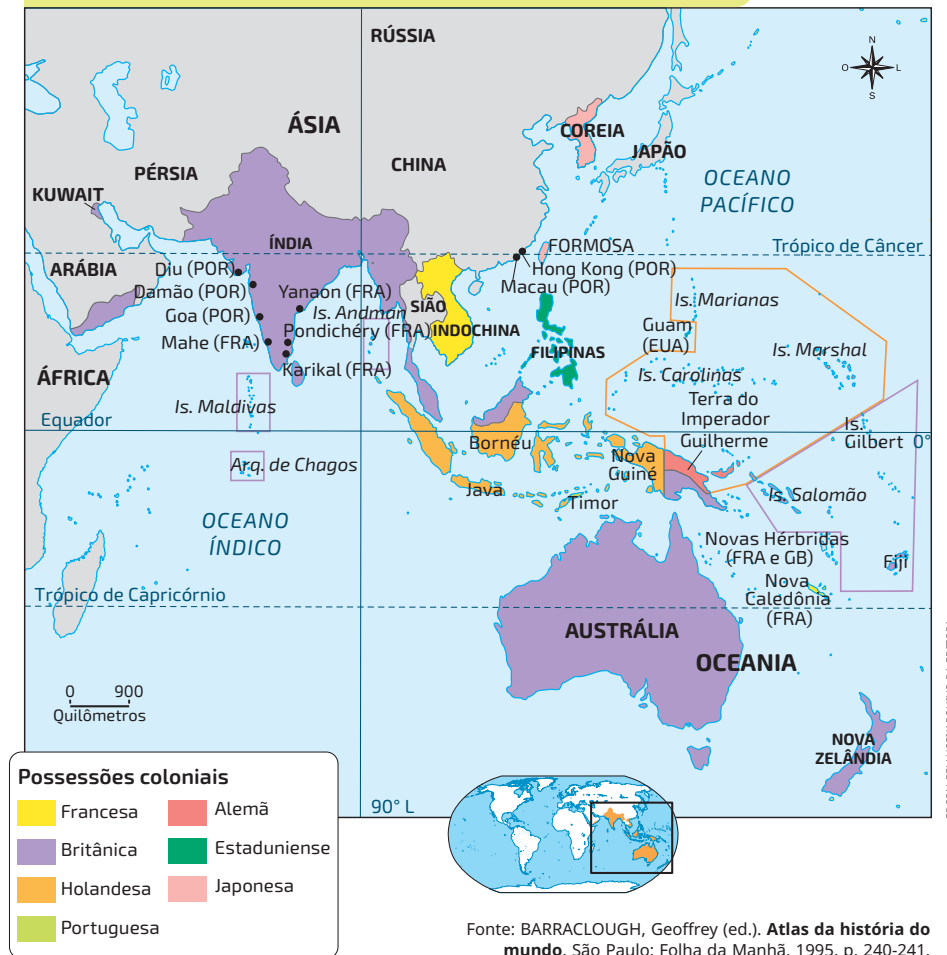 RÚSSIA
N
O
L
S
ÁSIA
COREIA
JAPÃO
CHINA
PÉRSIA
OCEANO
PACÍFICO
KUWAIT
ÍNDIA
FORMOSA
Trópico de Câncer
ARÁBIA
Diu (POR)
Hong Kong (POR)
Damão (POR)
Yanaon (FRA)
Macau (POR)
Is. Andman
SIÃO
Is. Marianas
Goa (POR)
Pondichéry (FRA)
INDOCHINA
Guam
(EUA)
Mahe (FRA)
FILIPINAS
Is. Marshal
Karikal (FRA)
ÁFRICA
Is. Carolinas
Is. Maldivas
Terra do
Imperador
Guilherme
Equador
Is.
Gilbert
0°
Bornéu
Nova
Guiné
Arq. de Chagos
Java
Timor
Is. Salomão
OCEANO
ÍNDICO
Novas Hérbridas
(FRA e GB)
Fiji
Nova
Caledônia
(FRA)
Trópico de Capricórnio
AUSTRÁLIA
OCEANIA
0 900
Quilômetros
NOVA
ZELÂNDIA
90° L
Possessões coloniais
Francesa
Alemã
Britânica
Estaduniense
Holandesa
Japonesa
Portuguesa
Fonte: BARRACLOUGH, Geoffrey (ed.). Atlas da história do
mundo. São Paulo: Folha da Manhã, 1995. p. 240-241.